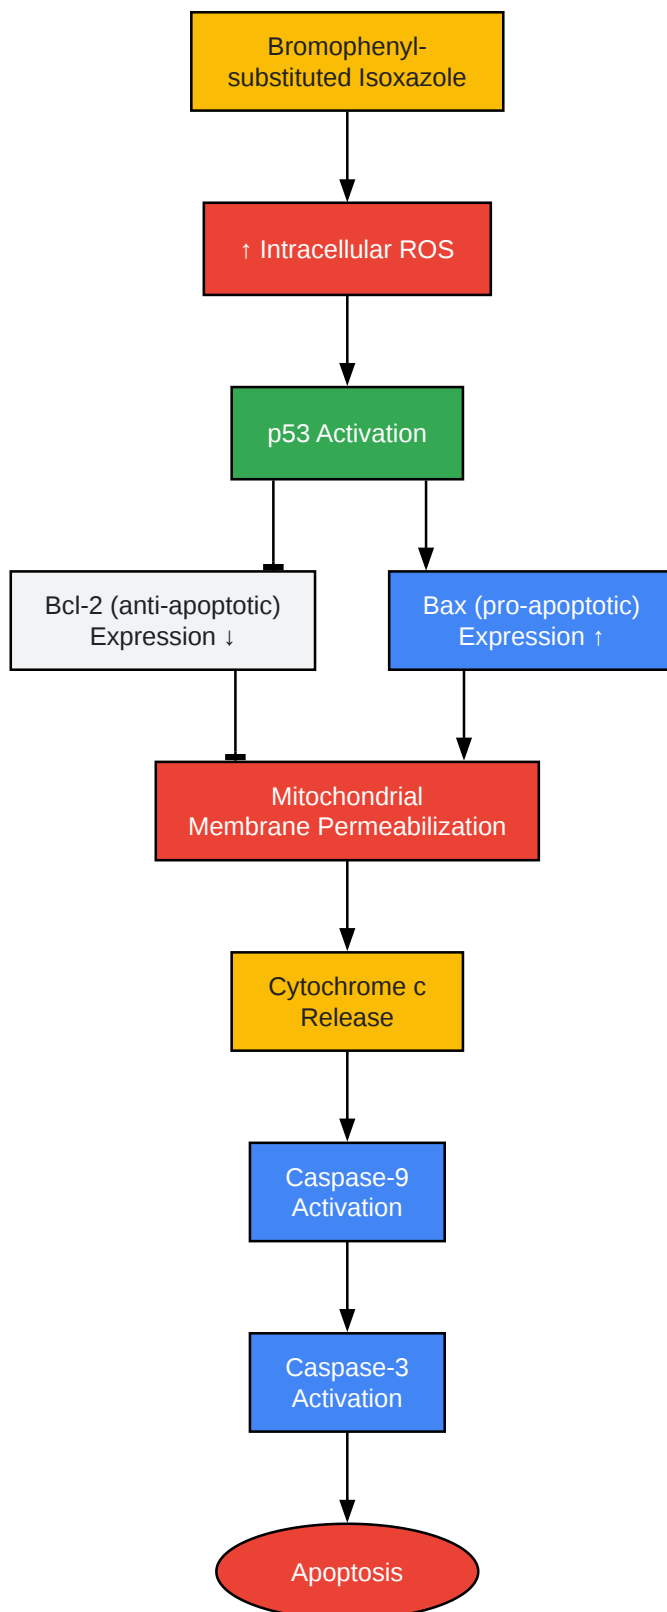 Bromophenyl-
substituted Isoxazole
↑ Intracellular ROS
p53 Activation
Bcl-2 (anti-apoptotic)
Expression ↓
Bax (pro-apoptotic)
Expression ↑
Mitochondrial
Membrane Permeabilization
Cytochrome c
Release
Caspase-9
Activation
Caspase-3
Activation
Apoptosis